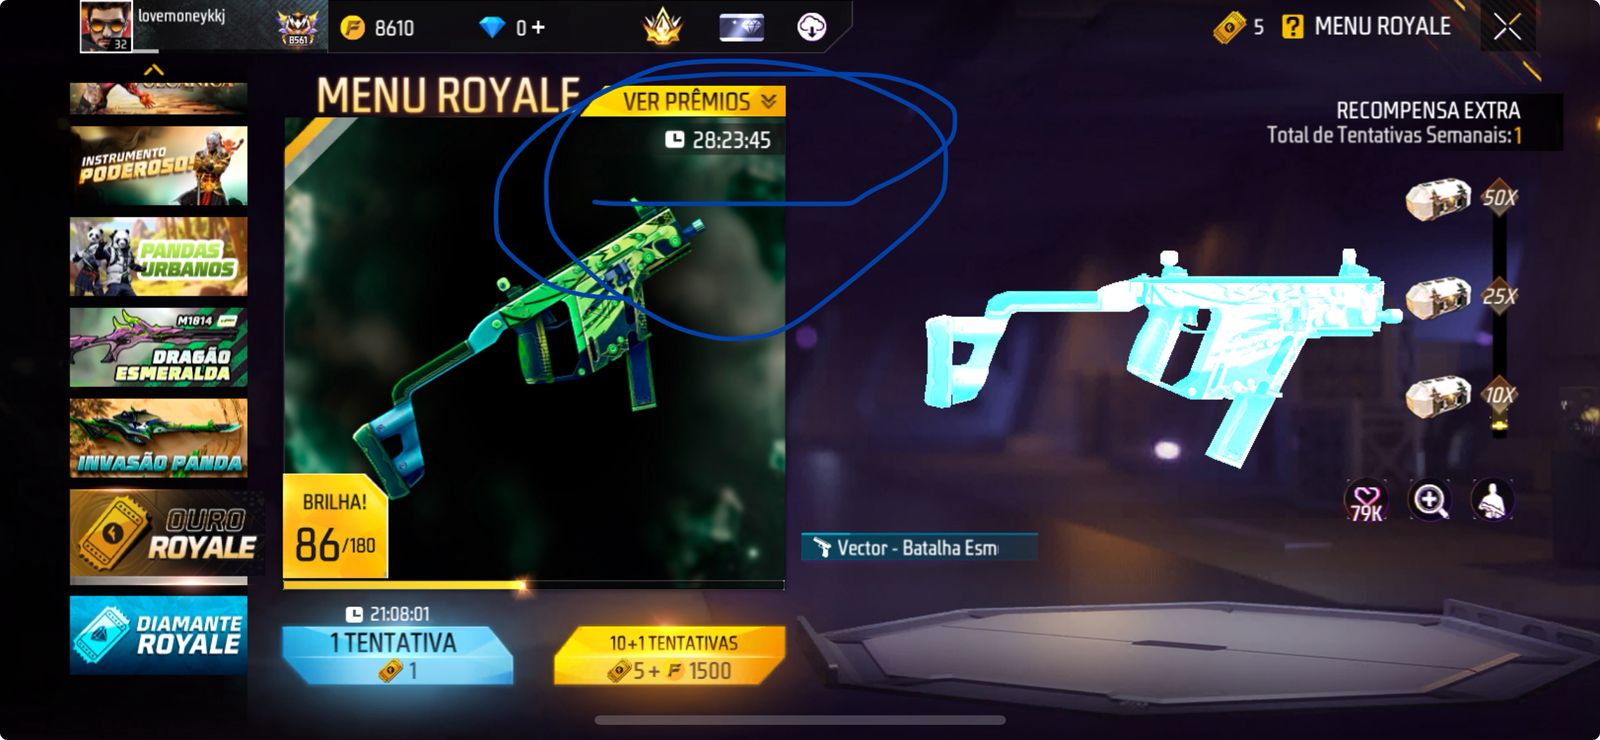 lovemoneykkj
32
8561
8610
0 +
5
? MENU ROYALE
MENU ROYALE
VER PRÊMIOS
28:23:45
RECOMPENSA EXTRA
Total de Tentativas Semanais:1
50X
25X
10X
INSTRUMENTO
PODEROSO!
PANDAS
URBANOS
M1014
DRAGÃO
ESMERALDA
INVASÃO PANDA
OURO
ROYALE
DIAMANTE
ROYALE
BRILHA!
86/180
79K
Vector - Batalha Esm
21:08:01
1 TENTATIVA
1
10+1 TENTATIVAS
5 + 1500